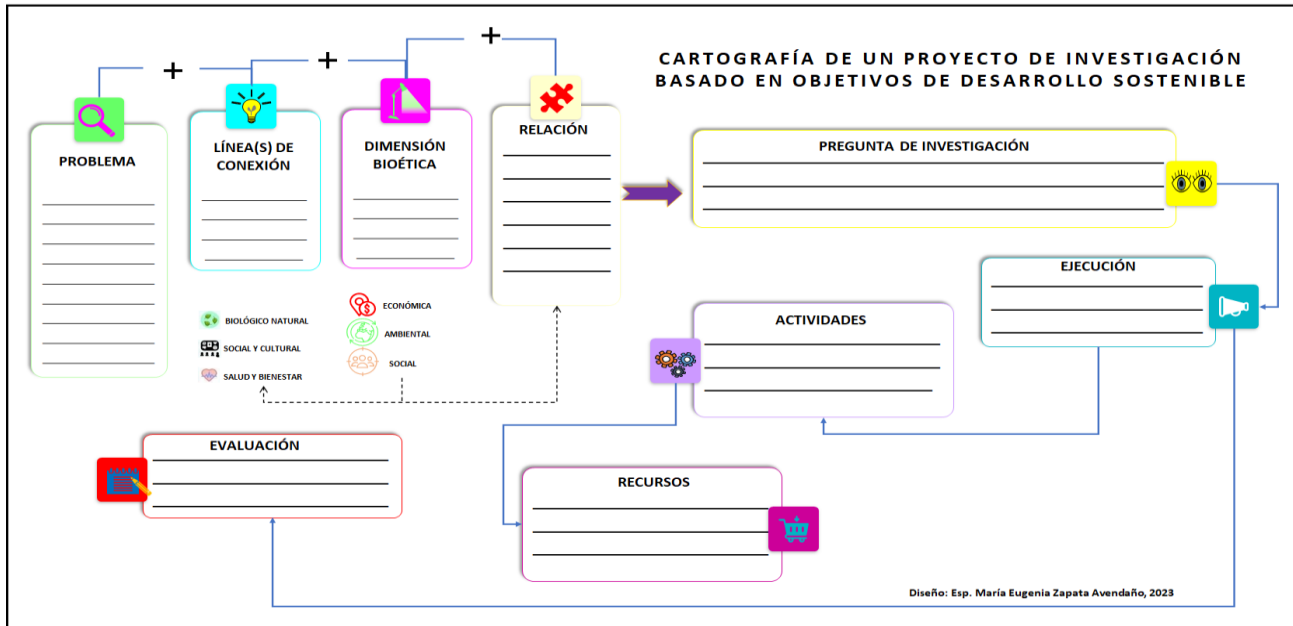 CARTOGRAFÍA DE UN PROYECTO DE INVESTIGACIÓN
BASADO EN OBJETIVOS DE DESARROLLO SOSTENIBLE
PROBLEMA
LÍNEA(S) DE
CONEXIÓN
DIMENSIÓN
BIOÉTICA
RELACIÓN
PREGUNTA DE INVESTIGACIÓN
BIOLÓGICO NATURAL
SOCIAL Y CULTURAL
SALUD Y BIENESTAR
ECONÓMICA
AMBIENTAL
SOCIAL
EJECUCIÓN
ACTIVIDADES
EVALUACIÓN
RECURSOS
Diseño: Esp. María Eugenia Zapata Avendaño, 2023